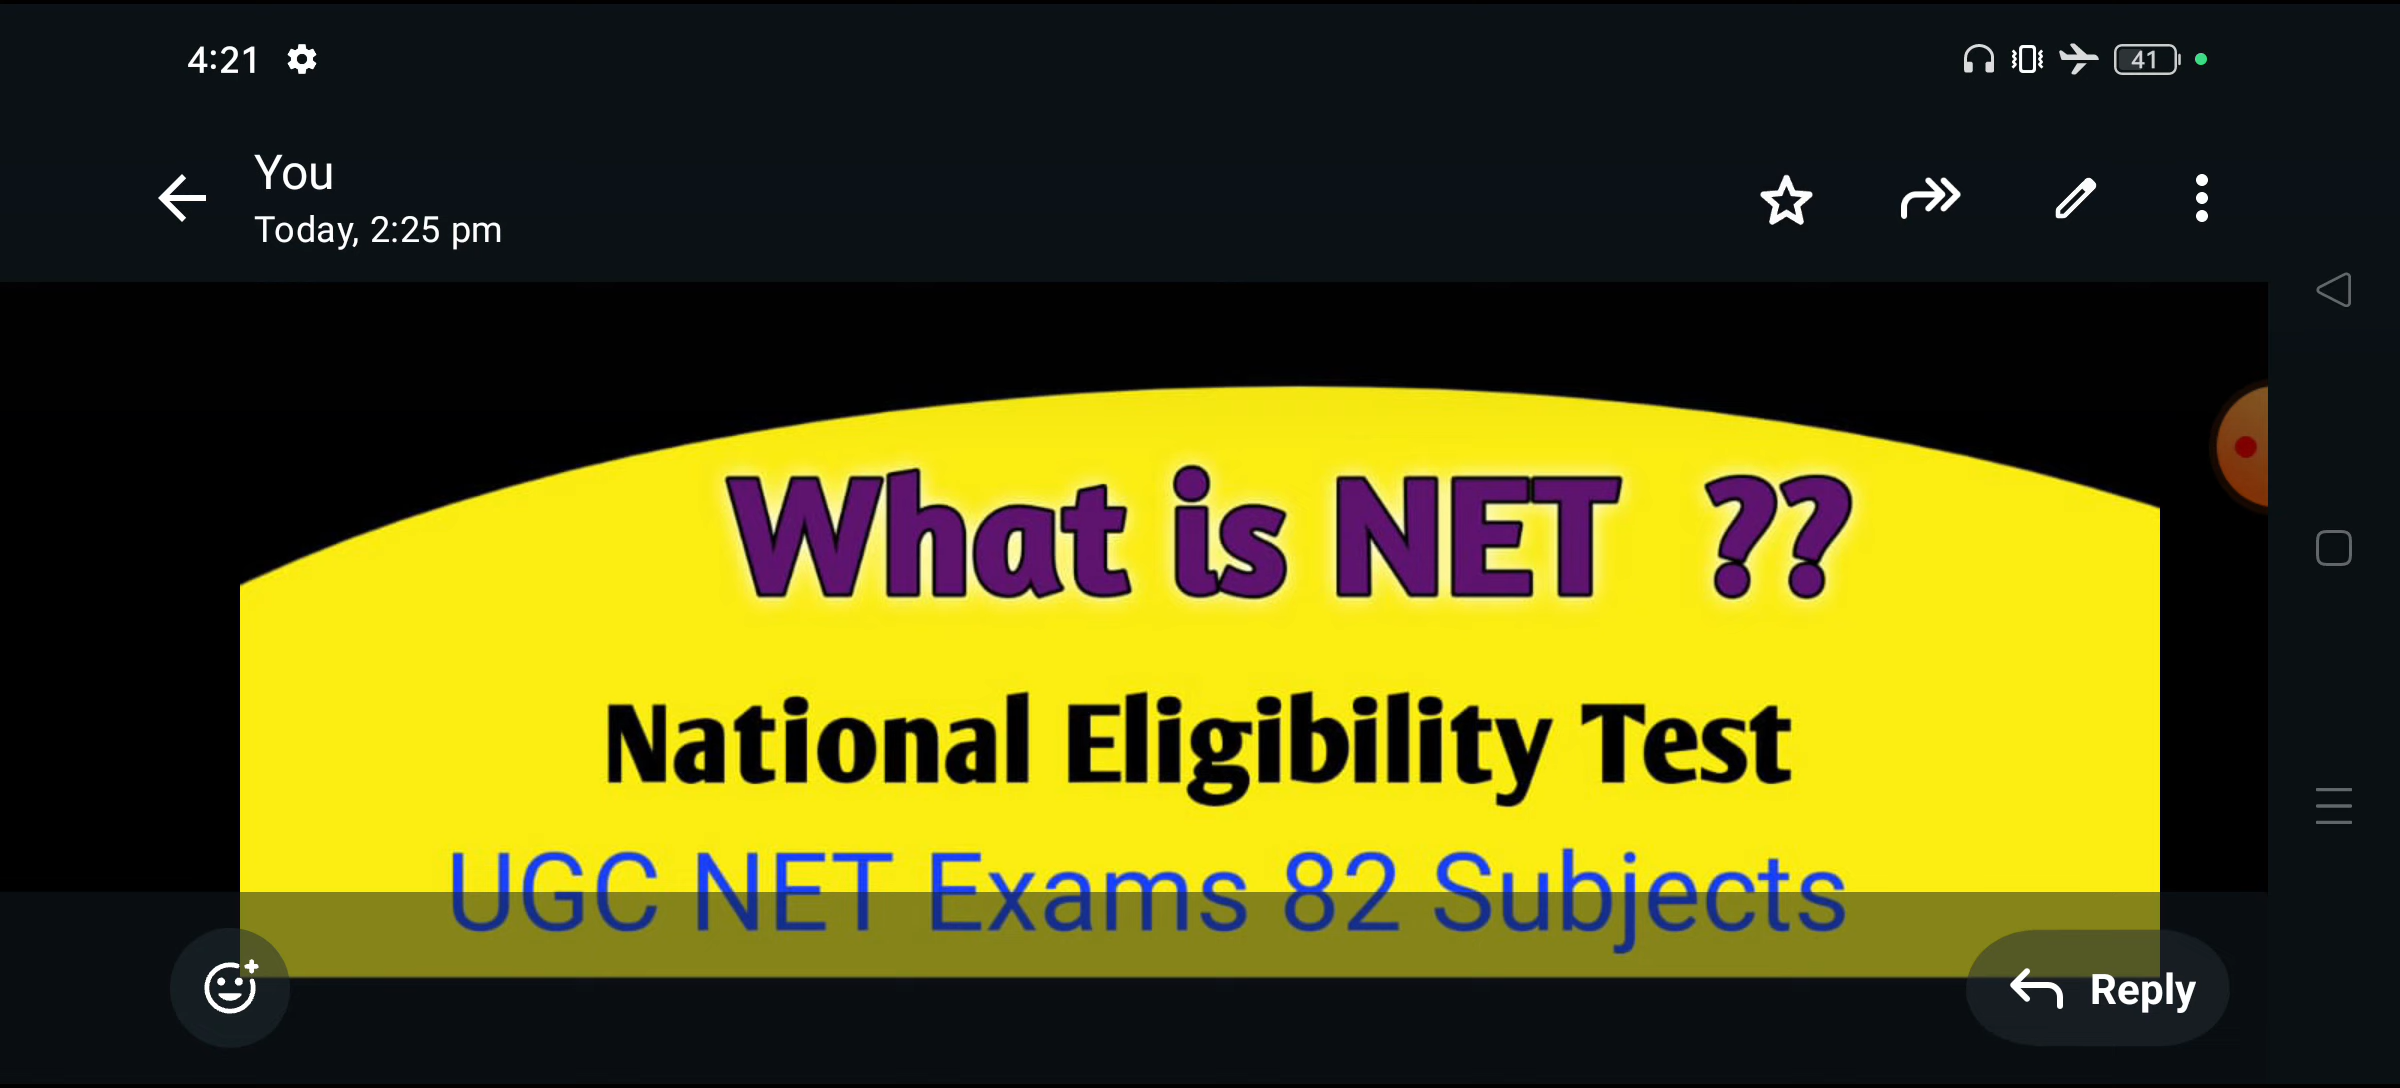 4:21
41
You
Today, 2:25 pm
What is NET ??
National Eligibility Test
UGC NET Exams 82 Subjects
Reply